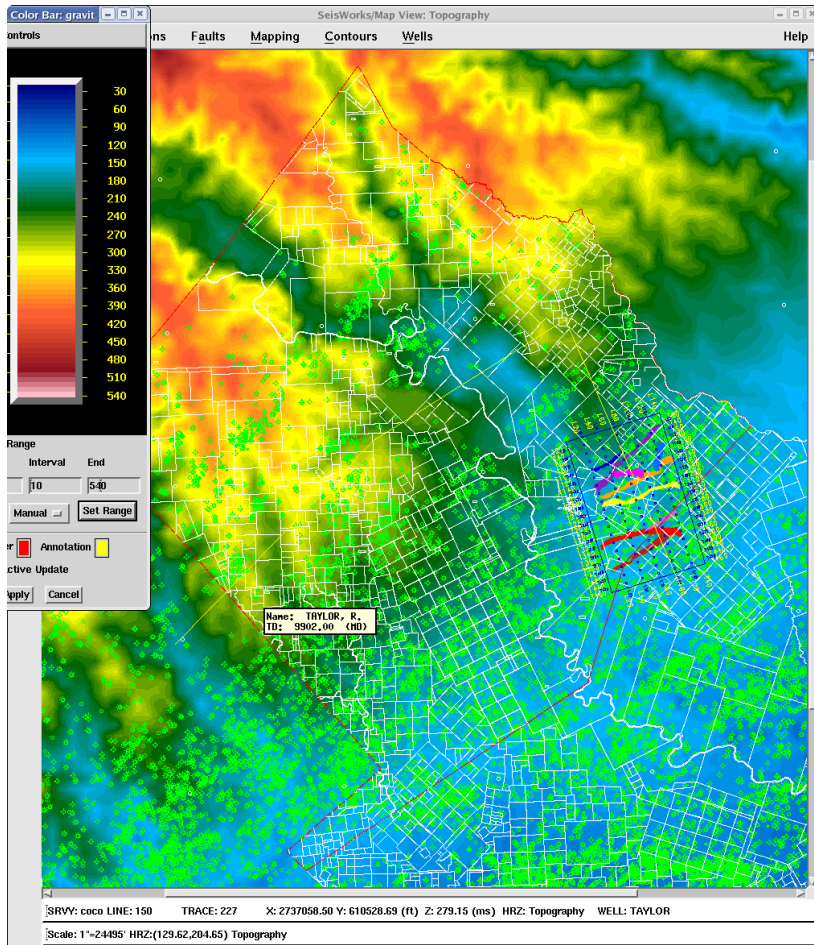 Color Bar: gravit
SeisWorks/Map View: Topography
ontrols
ons Faults Mapping Contours Wells Help
30
60
90
120
150
180
210
240
270
300
330
360
390
420
450
480
510
540
Range
Interval End
10 540
Manual Set Range
er Annotation
ctive Update
Apply Cancel
Name: TAYLOR, R.
TD: 9902.00 (MD)
SRVY: coco LINE: 150 TRACE: 227 X: 2737058.50 Y: 610528.69 (ft) Z: 279.15 (ms) HRZ: Topography WELL: TAYLOR
Scale: 1"=24495' HRZ:(129.62,204.65) Topography